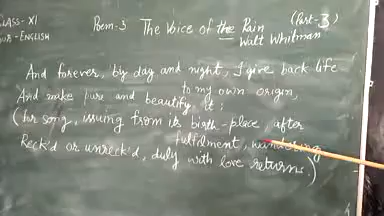 CLASS - XI
SUB - ENGLISH
Poem-3 The Voice of the Rain (Part-3)
Walt Whitman
And forever, by day and night, I give back life
to my own origin,
And make pure and beautify it;
(For song, issuing from its birth-place, after
fulfilment, wandering
Reck'd or unreck'd, duly with love returns)